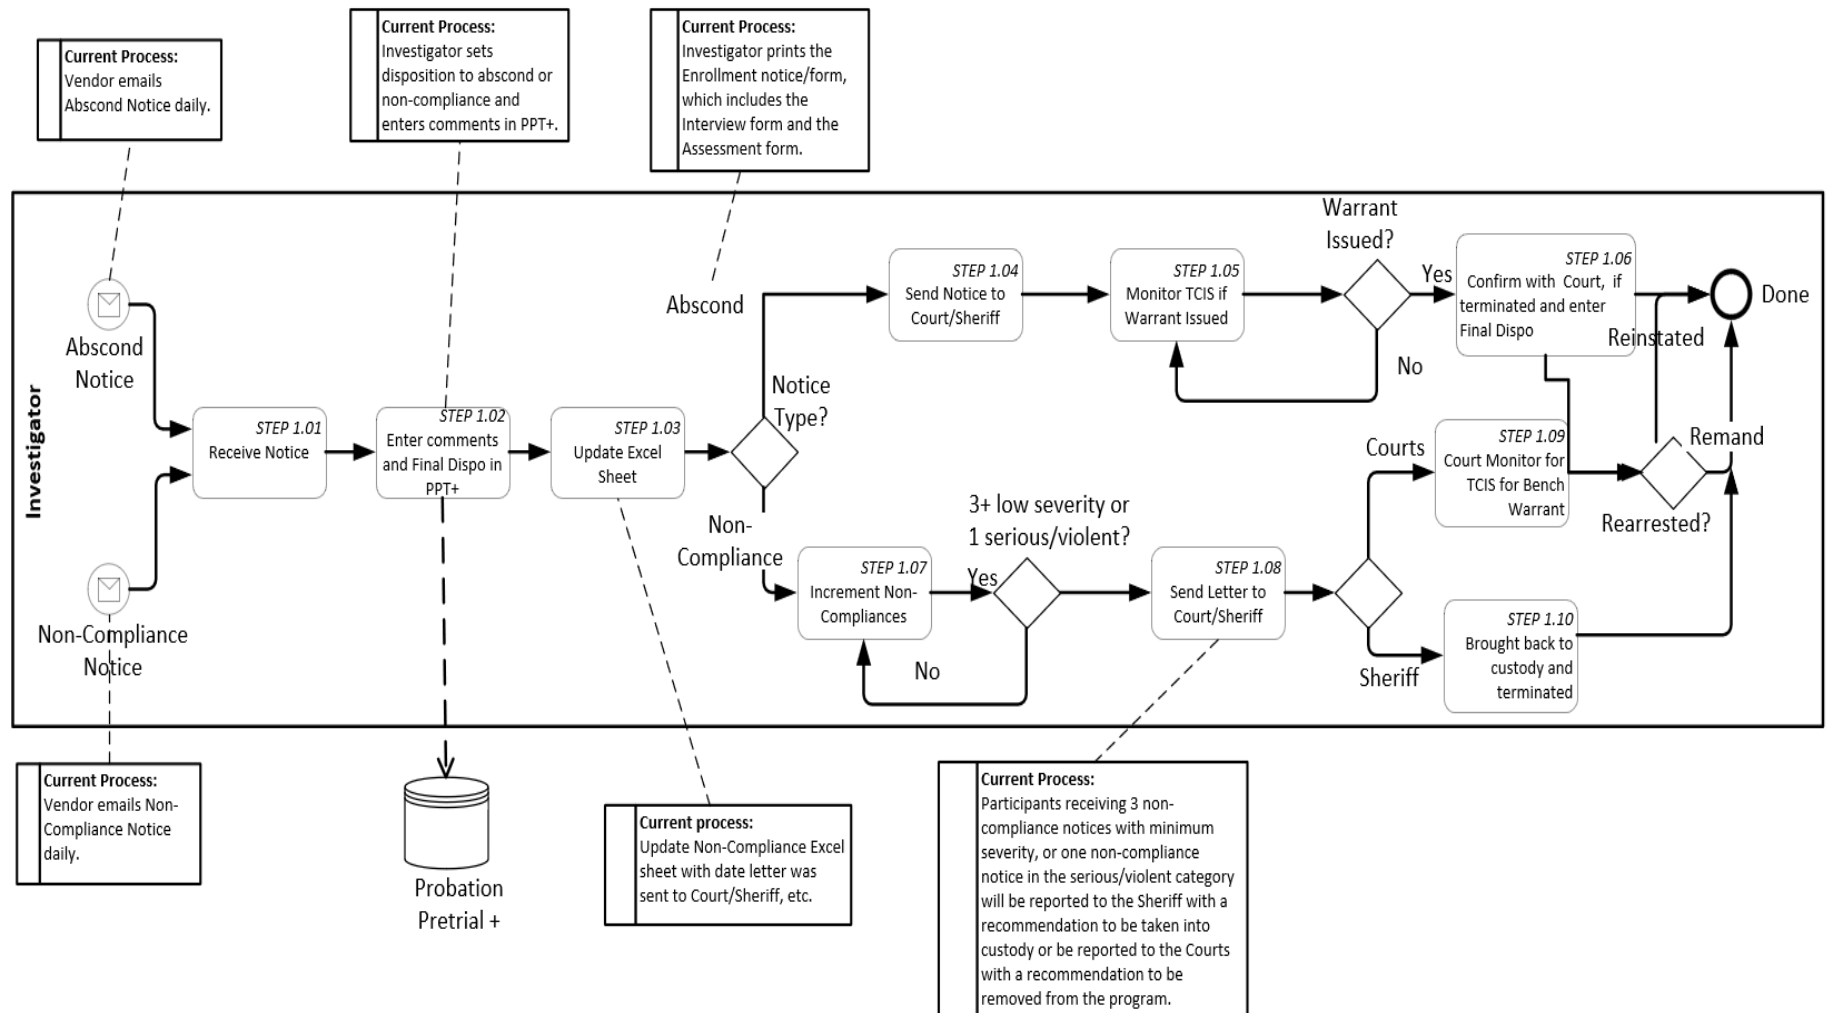 Current Process:
Vendor emails
Abscond Notice daily.
Current Process:
Investigator sets
disposition to abscond or
non-compliance and
enters comments in PPT+.
Current Process:
Investigator prints the
Enrollment notice/form,
which includes the
Interview form and the
Assessment form.
Investigator
Abscond
Notice
Non-Compliance
Notice
STEP 1.01
Receive Notice
STEP 1.02
Enter comments
and Final Dispo in
PPT+
STEP 1.03
Update Excel
Sheet
Notice
Type?
Abscond
STEP 1.04
Send Notice to
Court/Sheriff
STEP 1.05
Monitor TCIS if
Warrant Issued
Warrant
Issued?
Yes
No
STEP 1.06
Confirm with Court, if
terminated and enter
Final Dispo
Reinstated
Done
Non-
Compliance
STEP 1.07
Increment Non-
Compliances
3+ low severity or
1 serious/violent?
Yes
No
STEP 1.08
Send Letter to
Court/Sheriff
Courts
STEP 1.09
Court Monitor for
TCIS for Bench
Warrant
Remand
Rearrested?
Sheriff
STEP 1.10
Brought back to
custody and
terminated
Current Process:
Vendor emails Non-
Compliance Notice
daily.
Probation
Pretrial +
Current process:
Update Non-Compliance Excel
sheet with date letter was
sent to Court/Sheriff, etc.
Current Process:
Participants receiving 3 non-
compliance notices with minimum
severity, or one non-compliance
notice in the serious/violent category
will be reported to the Sheriff with a
recommendation to be taken into
custody or be reported to the Courts
with a recommendation to be
removed from the program.